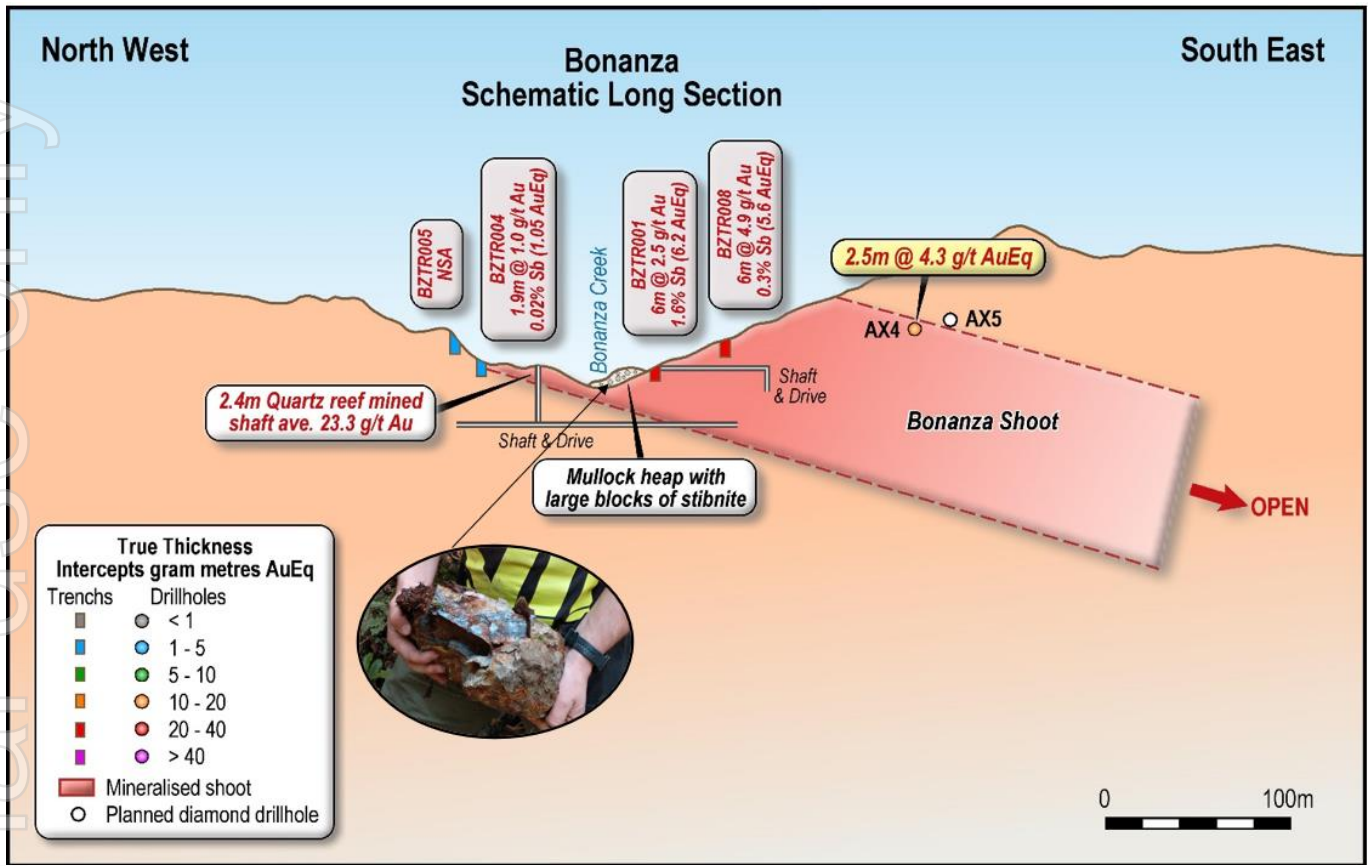 North West
Bonanza
Schematic Long Section
South East
BZTR005
NSA
BZTR004
1.9m @ 1.0 g/t Au
0.02% Sb (1.05 AuEq)
Bonanza Creek
BZTR001
6m @ 2.5 g/t Au
1.6% Sb (6.2 AuEq)
BZTR008
6m @ 4.9 g/t Au
0.3% Sb (5.6 AuEq)
2.5m @ 4.3 g/t AuEq
AX4
AX5
2.4m Quartz reef mined
shaft ave. 23.3 g/t Au
Shaft & Drive
Shaft
& Drive
Bonanza Shoot
Mullock heap with
large blocks of stibnite
OPEN
True Thickness
Intercepts gram metres AuEq
Trenchs Drillholes
< 1
1 - 5
5 - 10
10 - 20
20 - 40
> 40
Mineralised shoot
Planned diamond drillhole
0 100m